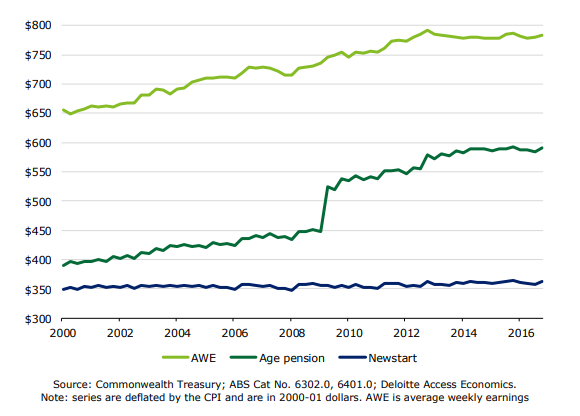 $800
$750
$700
$650
$600
$550
$500
$450
$400
$350
$300
2000 2002 2004 2006 2008 2010 2012 2014 2016
AWE Age pension Newstart
Source: Commonwealth Treasury; ABS Cat No. 6302.0, 6401.0; Deloitte Access Economics.
Note: series are deflated by the CPI and are in 2000-01 dollars. AWE is average weekly earnings